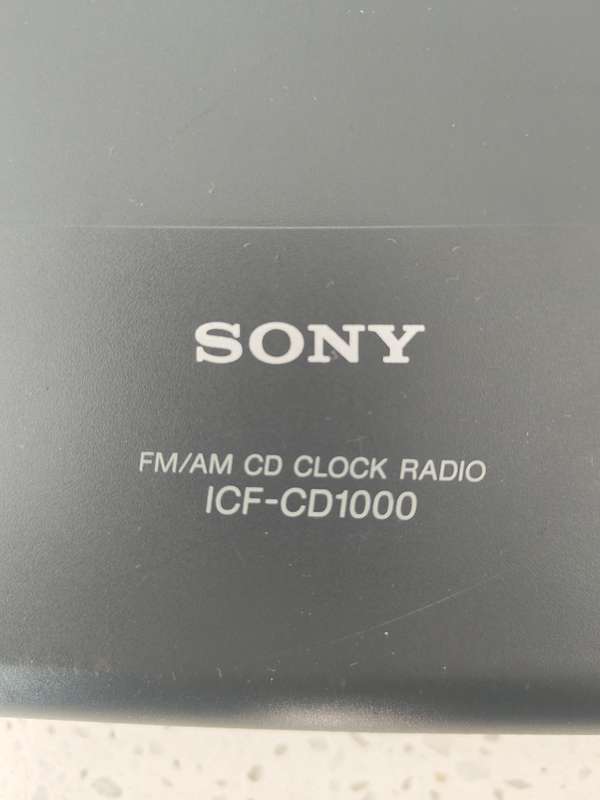 SONY
FM/AM CD CLOCK RADIO
ICF-CD1000